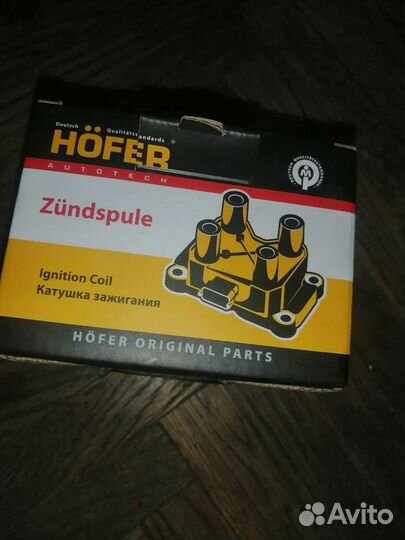 Deutsch Qualitätsstandards
HÖFER
AUTOTECH
Zündspule
Ignition Coil
Катушка зажигания
HÖFER ORIGINAL PARTS
Avito